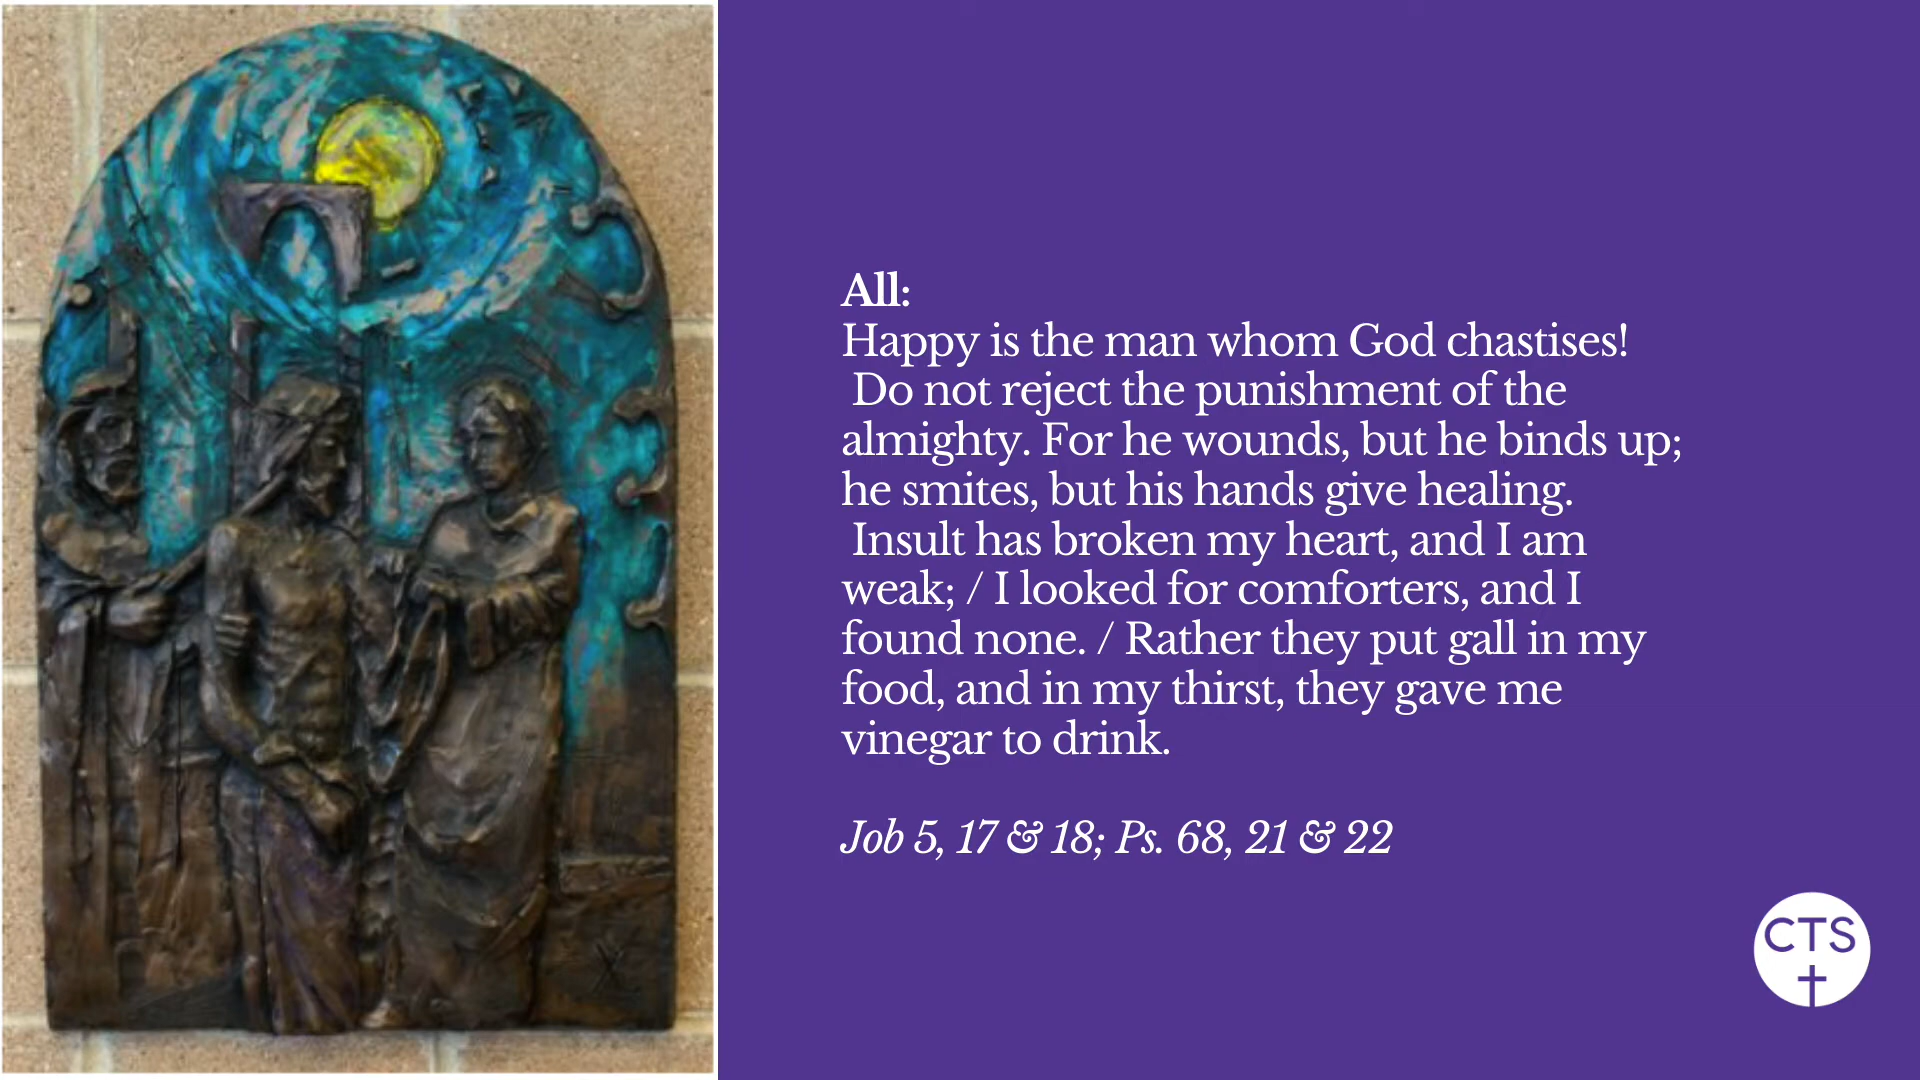 All:
Happy is the man whom God chastises!
Do not reject the punishment of the
almighty. For he wounds, but he binds up;
he smites, but his hands give healing.
Insult has broken my heart, and I am
weak; / I looked for comforters, and I
found none. / Rather they put gall in my
food, and in my thirst, they gave me
vinegar to drink.
Job 5, 17 & 18; Ps. 68, 21 & 22
CTS